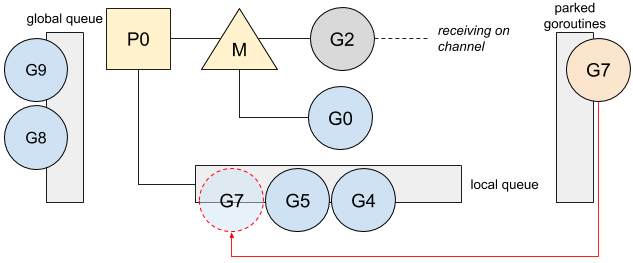 global queue
P0
M
G2
receiving on
channel
parked
goroutines
G9
G7
G8
G0
G7
G5
G4
local queue